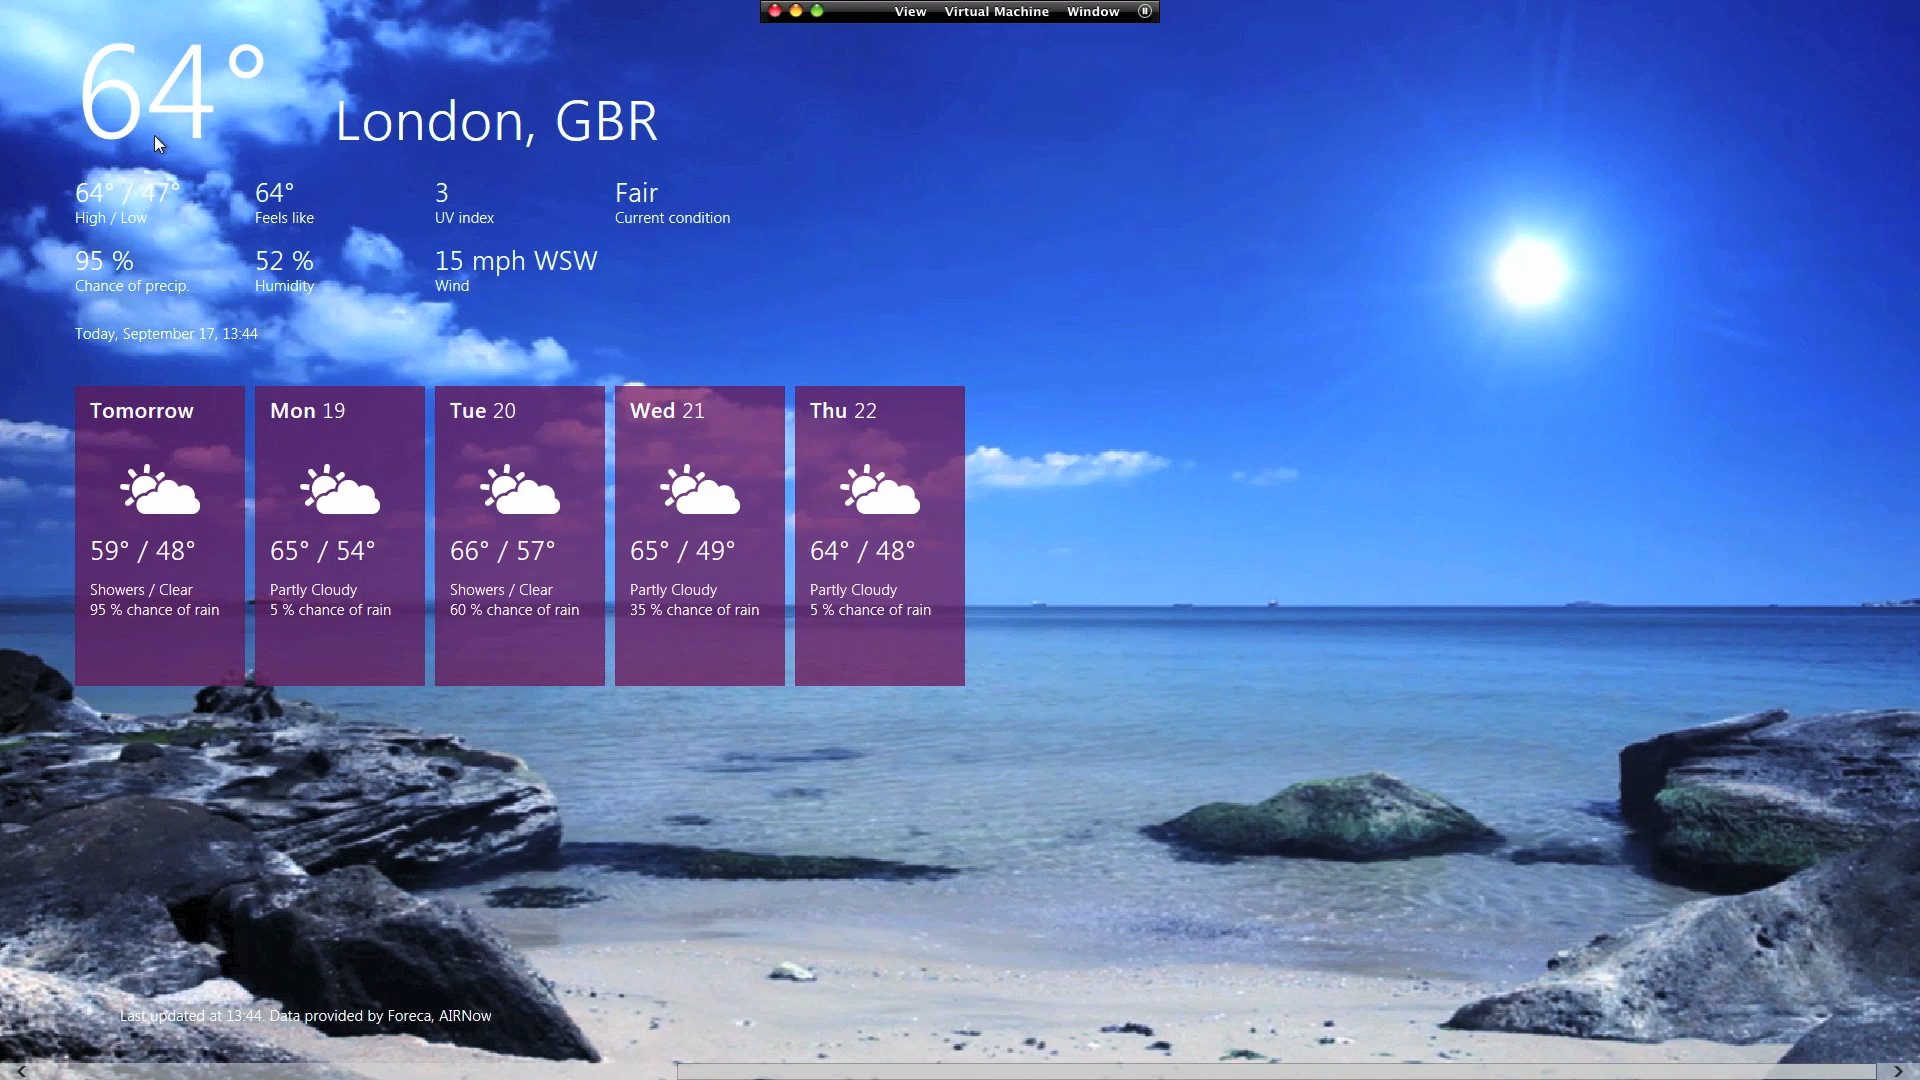 View Virtual Machine Window
64°
London, GBR
64° / 47° 64° 3 Fair
High / Low Feels like UV index Current condition
95 % 52 % 15 mph WSW
Chance of precip. Humidity Wind
Today, September 17, 13:44
Tomorrow Mon 19 Tue 20 Wed 21 Thu 22
59° / 48° 65° / 54° 66° / 57° 65° / 49° 64° / 48°
Showers / Clear Partly Cloudy Showers / Clear Partly Cloudy Partly Cloudy
95 % chance of rain 5 % chance of rain 60 % chance of rain 35 % chance of rain 5 % chance of rain
Last updated at 13:44. Data provided by Foreca, AIRNow